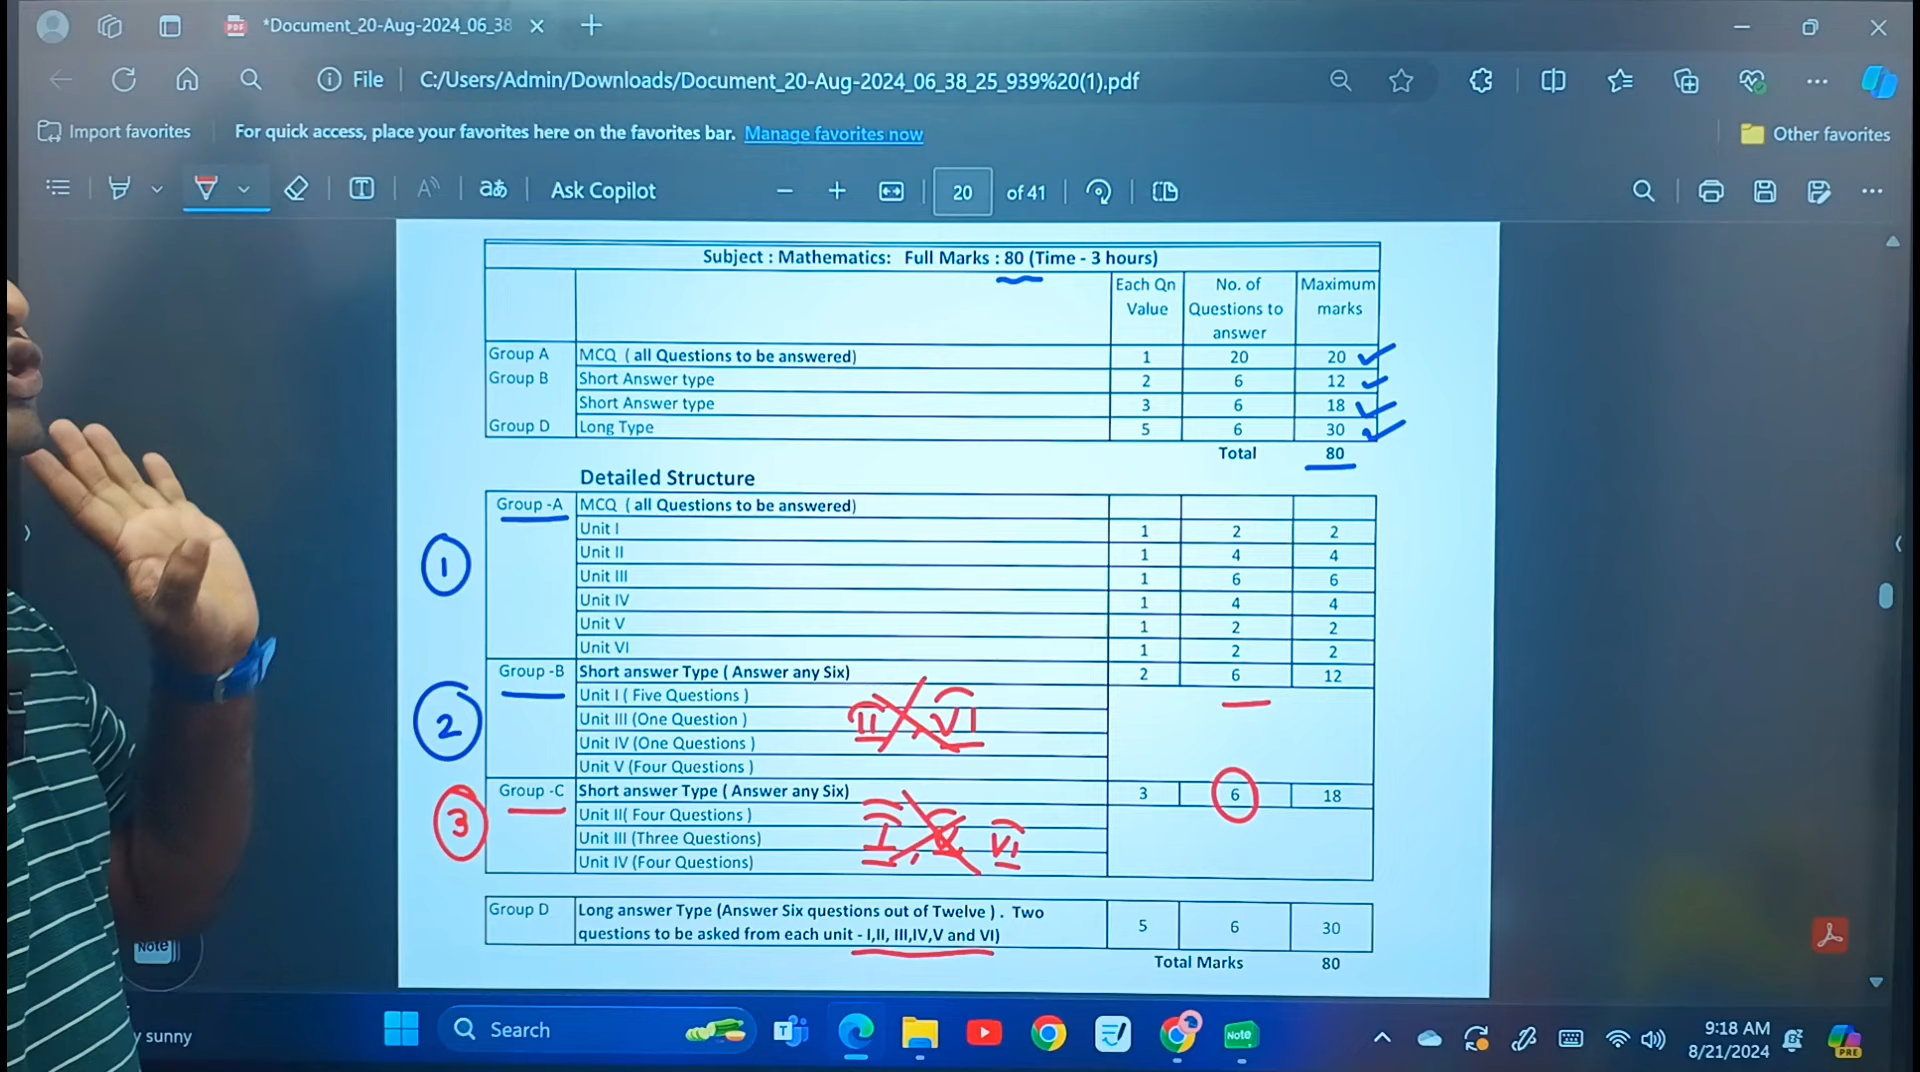 *Document_20-Aug-2024_06_38
File
C:/Users/Admin/Downloads/Document_20-Aug-2024_06_38_25_939%20(1).pdf
Import favorites
For quick access, place your favorites here on the favorites bar. Manage favorites now
Other favorites
Ask Copilot
20 of 41
Subject : Mathematics: Full Marks : 80 (Time - 3 hours)
Each Qn Value No. of Questions to answer Maximum marks
Group A MCQ ( all Questions to be answered) 1 20 20
Group B Short Answer type 2 6 12
Short Answer type 3 6 18
Group D Long Type 5 6 30
Total 80
Detailed Structure
Group -A MCQ ( all Questions to be answered)
Unit I 1 2 2
Unit II 1 4 4
1
Unit III 1 6 6
Unit IV 1 4 4
Unit V 1 2 2
Unit VI 1 2 2
Group -B Short answer Type ( Answer any Six) 2 6 12
Unit I ( Five Questions )
2
Unit III (One Question ) II, VI
Unit IV (One Questions )
Unit V (Four Questions )
Group -C Short answer Type ( Answer any Six) 3 6 18
3
Unit II( Four Questions )
Unit III (Three Questions) I, V, VI
Unit IV (Four Questions)
Group D Long answer Type (Answer Six questions out of Twelve ) . Two
questions to be asked from each unit - I,II, III,IV,V and VI) 5 6 30
Total Marks 80
Note
y sunny
Search
Note
PRE
9:18 AM
8/21/2024